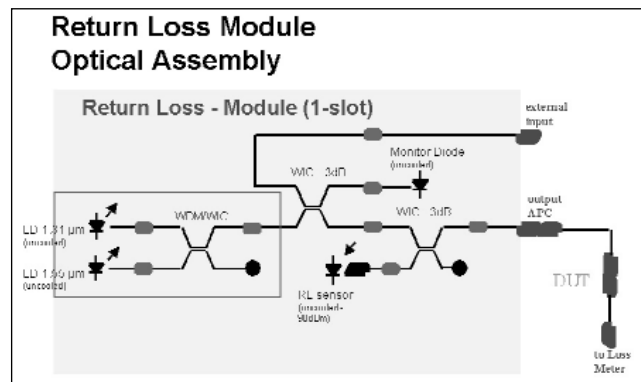 Return Loss Module
Optical Assembly
Return Loss - Module (1-slot)
external
input
Monitor Diode
(uncooled)
WIC 3dB
output
APC
WDM/WIC
WIC 3dB
LD 1.31 µm
(uncooled)
LD 1.55 µm
(uncooled)
RL sensor
(uncooled-
90dBm)
DUT
to Loss
Meter